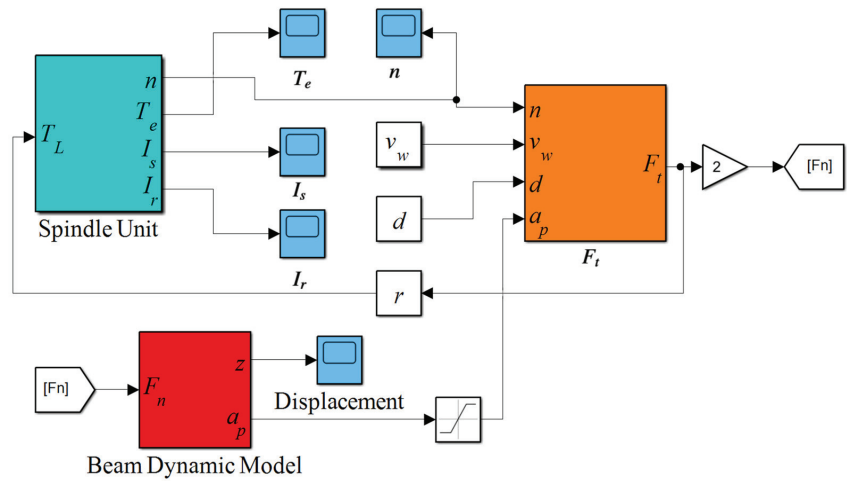 n
T_e
I_s
I_r
T_L
Spindle Unit
T_e
n
I_s
I_r
v_w
d
r
n
v_w
d
a_p
F_t
F_t
2
[Fn]
[Fn]
F_n
z
a_p
Displacement
Beam Dynamic Model